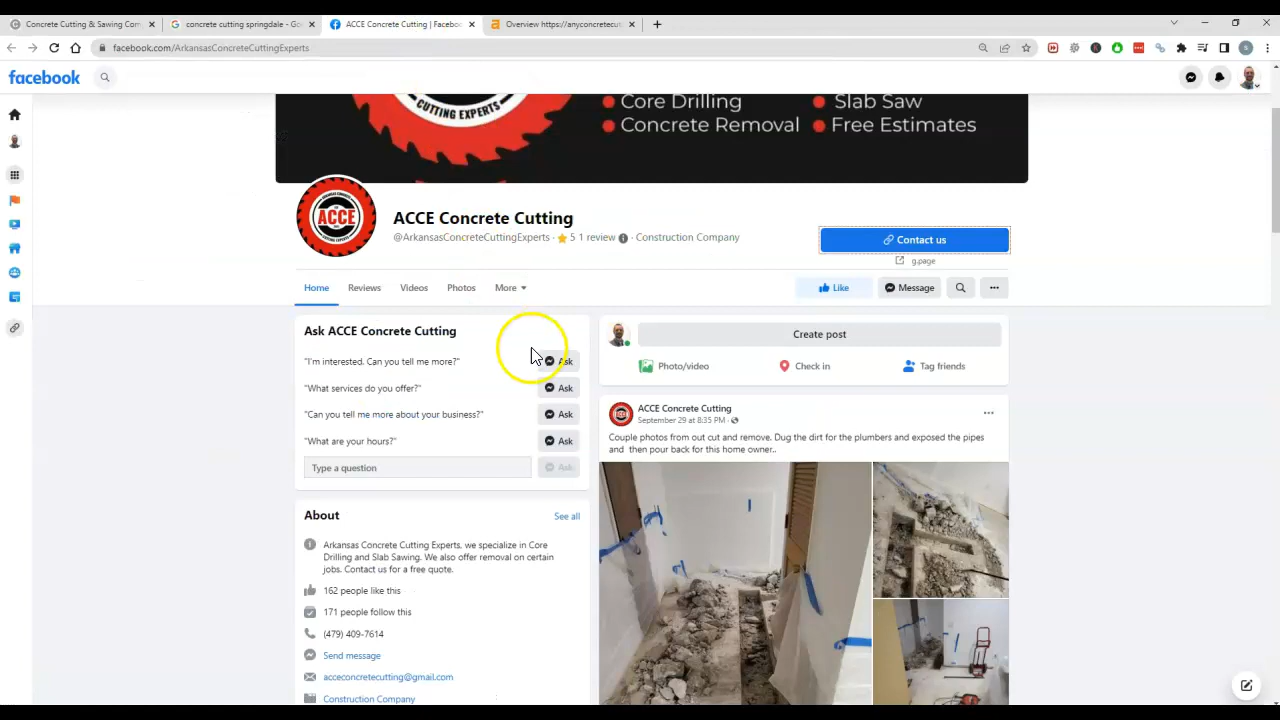 Concrete Cutting & Sawing Com
concrete cutting springdale - Go
ACCE Concrete Cutting | Faceboo
Overview https://anyconcretecut
facebook.com/ArkansasConcreteCuttingExperts
facebook
CUTTING EXPERTS
Core Drilling
Slab Saw
Concrete Removal
Free Estimates
ACCE
ACCE Concrete Cutting
@ArkansasConcreteCuttingExperts · 5 1 review · Construction Company
Contact us
g.page
Home
Reviews
Videos
Photos
More
Like
Message
Ask ACCE Concrete Cutting
"I'm interested. Can you tell me more?"
Ask
"What services do you offer?"
Ask
"Can you tell me more about your business?"
Ask
"What are your hours?"
Ask
Type a question
Ask
About
See all
Arkansas Concrete Cutting Experts, we specialize in Core
Drilling and Slab Sawing. We also offer removal on certain
jobs. Contact us for a free quote.
162 people like this
171 people follow this
(479) 409-7614
Send message
acceconcretecutting@gmail.com
Construction Company
Create post
Photo/video
Check in
Tag friends
ACCE Concrete Cutting
September 29 at 8:35 PM ·
Couple photos from out cut and remove. Dug the dirt for the plumbers and exposed the pipes
and then pour back for this home owner..